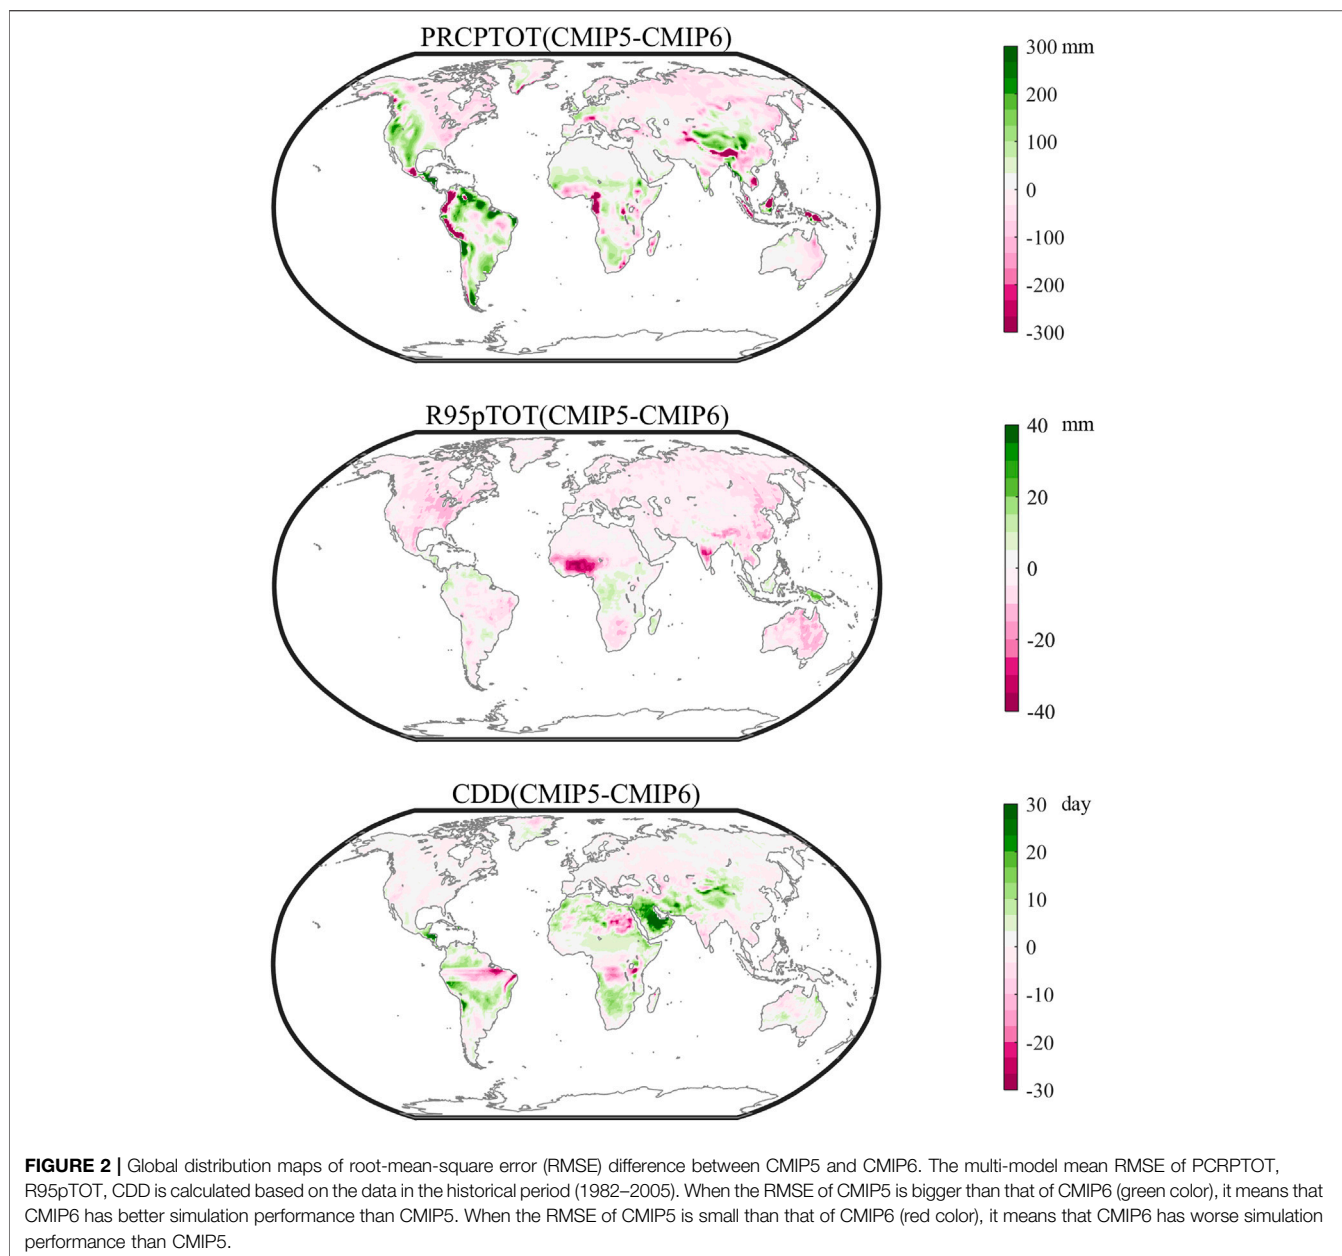 PRCPTOT(CMIP5-CMIP6)
300 mm
200
100
0
-100
-200
-300
R95pTOT(CMIP5-CMIP6)
40 mm
20
0
-20
-40
CDD(CMIP5-CMIP6)
30 day
20
10
0
-10
-20
-30
FIGURE 2 | Global distribution maps of root-mean-square error (RMSE) difference between CMIP5 and CMIP6. The multi-model mean RMSE of PCRPTOT,
R95pTOT, CDD is calculated based on the data in the historical period (1982–2005). When the RMSE of CMIP5 is bigger than that of CMIP6 (green color), it means that
CMIP6 has better simulation performance than CMIP5. When the RMSE of CMIP5 is small than that of CMIP6 (red color), it means that CMIP6 has worse simulation
performance than CMIP5.